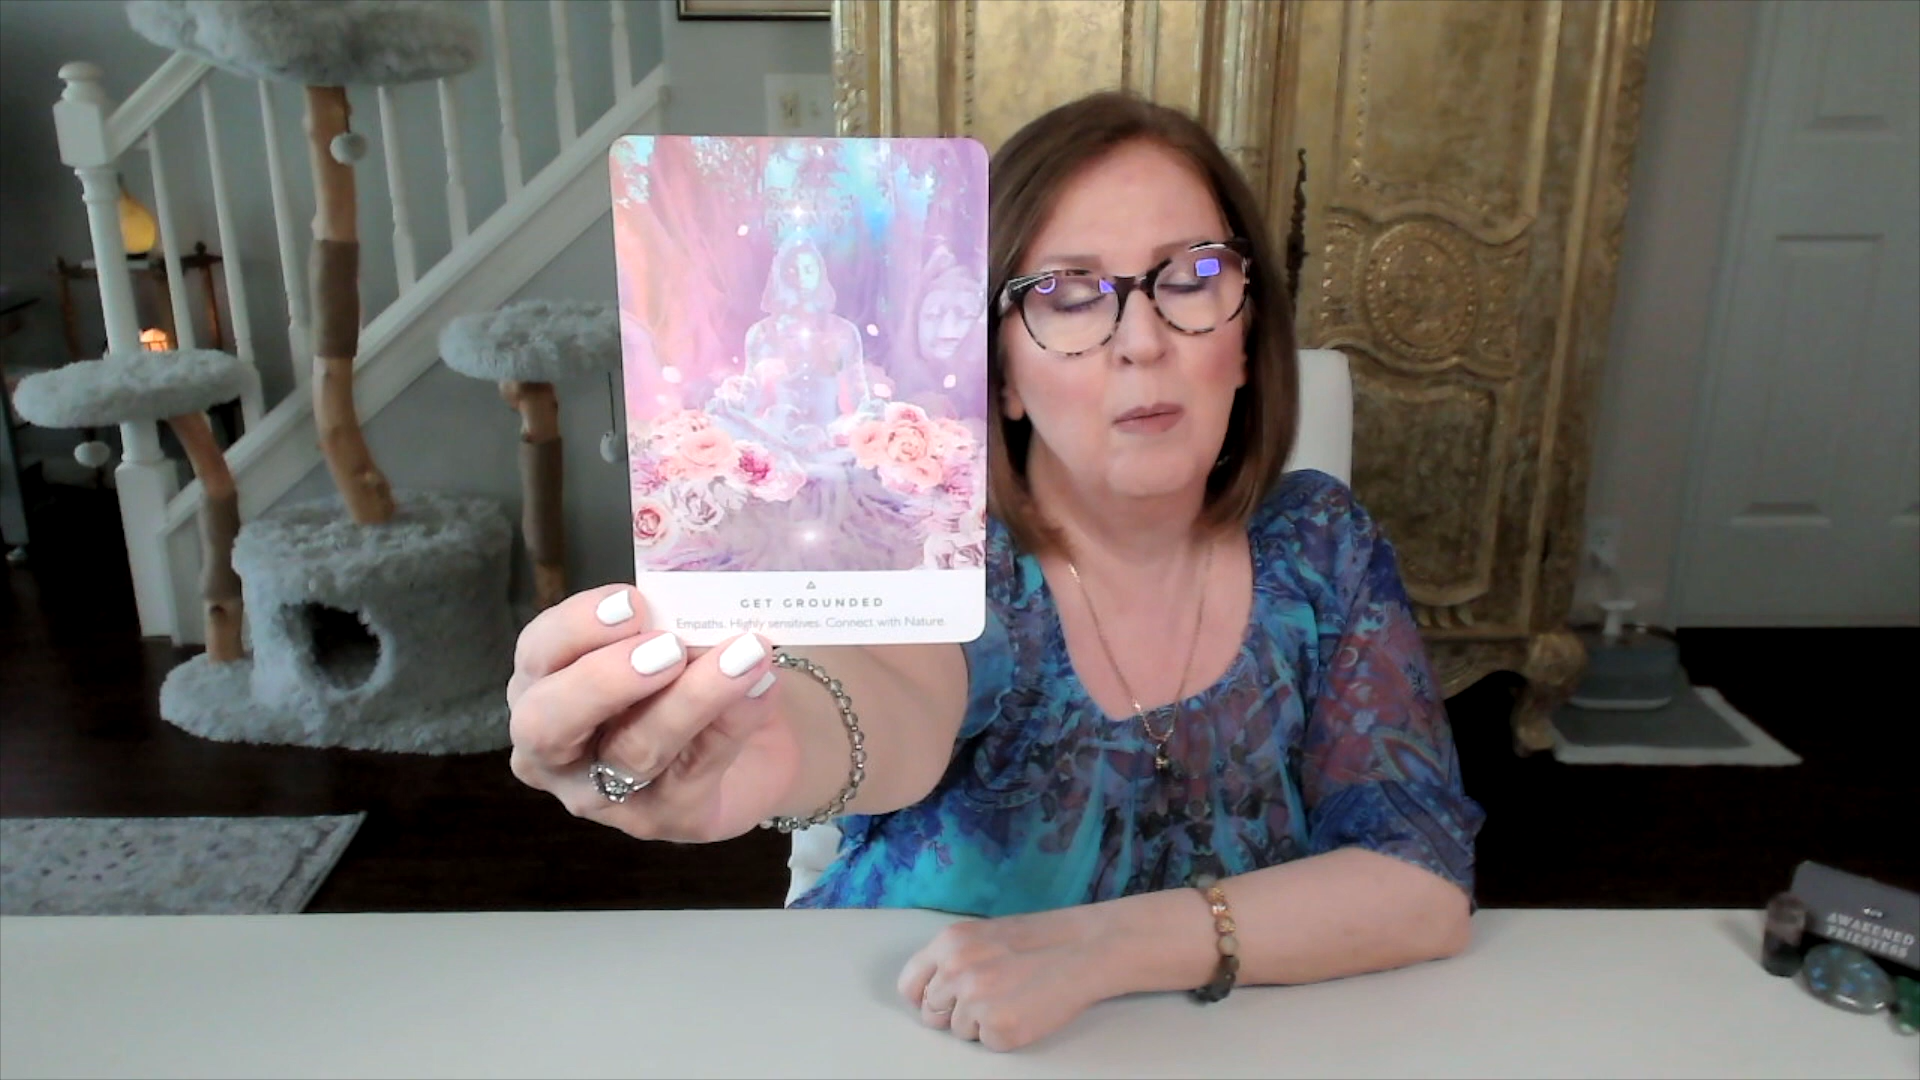 GET GROUNDED
Empaths. Highly sensitives. Connect with Nature.
AWAKENED
PRIESTESS